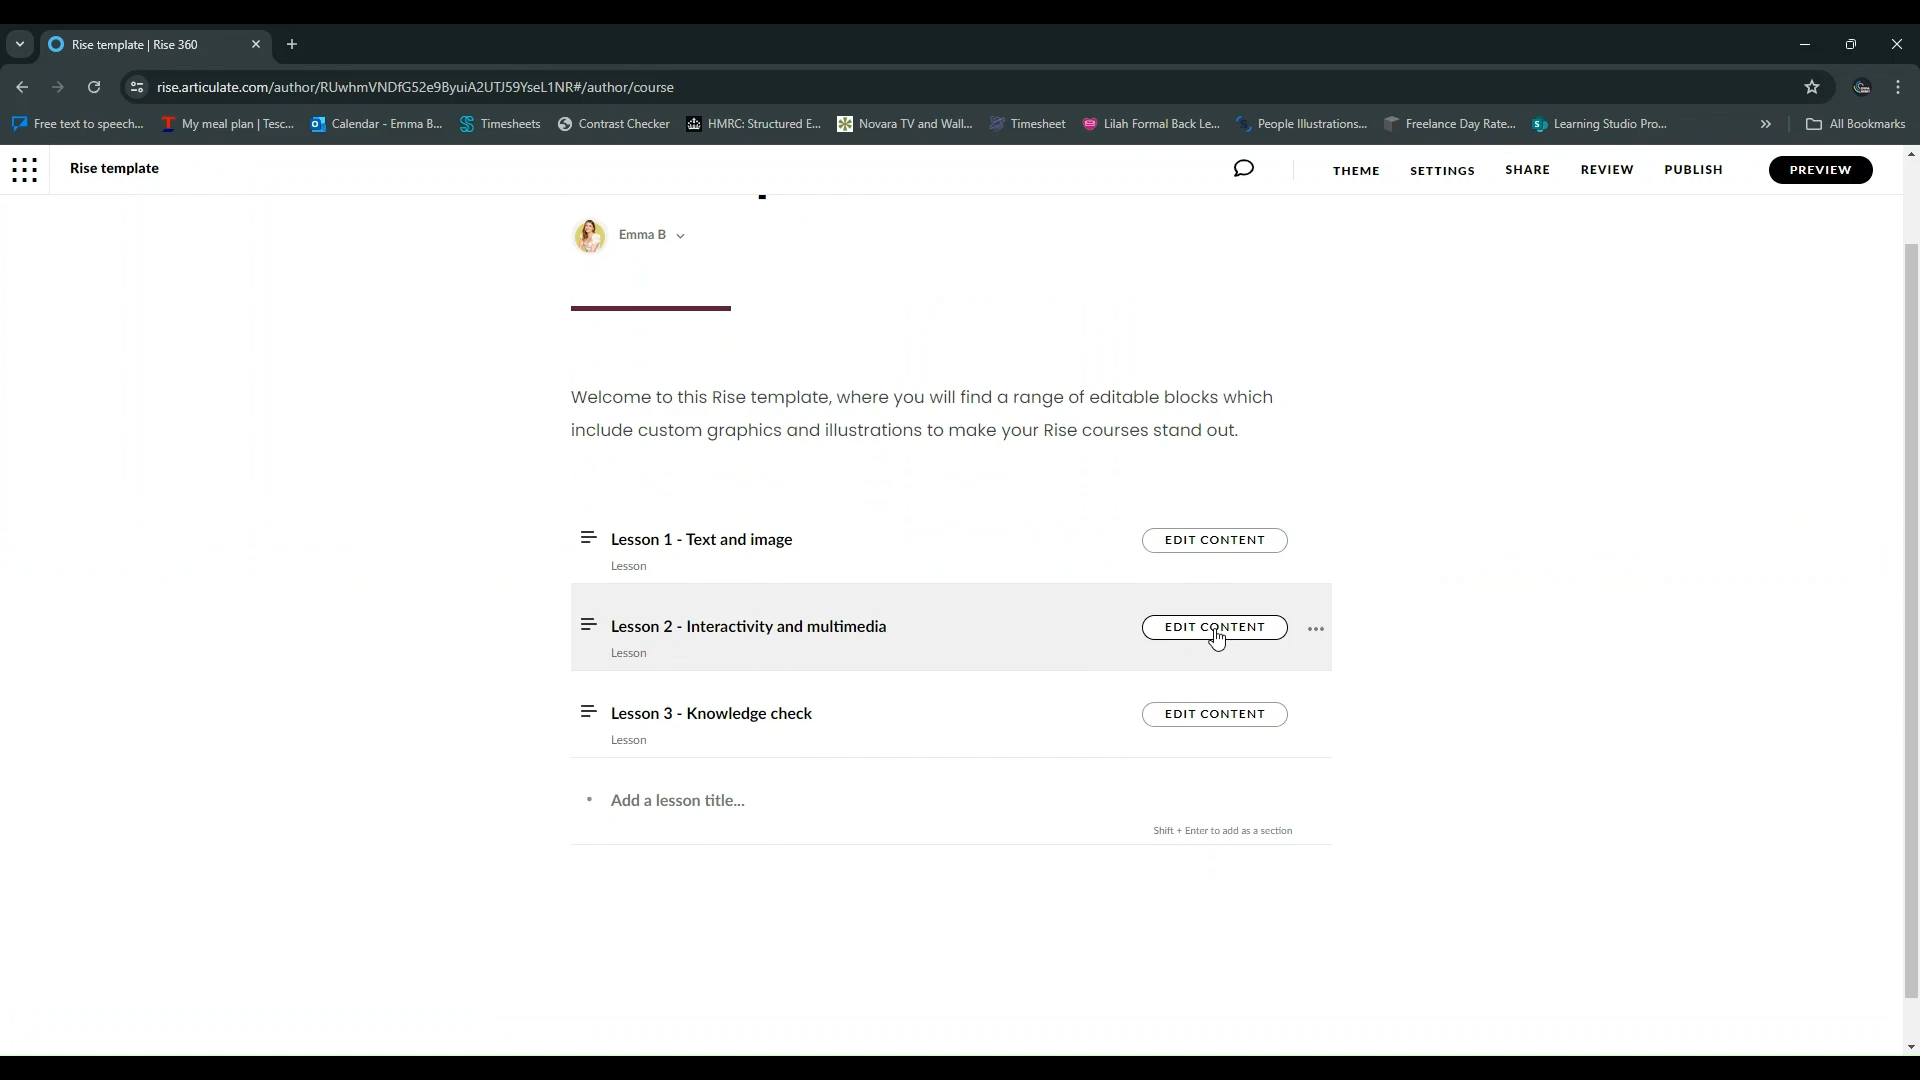 Rise template | Rise 360
rise.articulate.com/author/RUwhmVNDfG52e9ByuiA2UTJ59YseL1NR#/author/course
Free text to speech... My meal plan | Tesc... Calendar - Emma B... Timesheets Contrast Checker HMRC: Structured E... Novara TV and Wall... Timesheet Lilah Formal Back Le... People Illustrations... Freelance Day Rate... Learning Studio Pro... » All Bookmarks
Rise template THEME SETTINGS SHARE REVIEW PUBLISH PREVIEW
Emma B
Welcome to this Rise template, where you will find a range of editable blocks which
include custom graphics and illustrations to make your Rise courses stand out.
Lesson 1 - Text and image EDIT CONTENT
Lesson
Lesson 2 - Interactivity and multimedia EDIT CONTENT
Lesson
Lesson 3 - Knowledge check EDIT CONTENT
Lesson
Add a lesson title...
Shift + Enter to add as a section